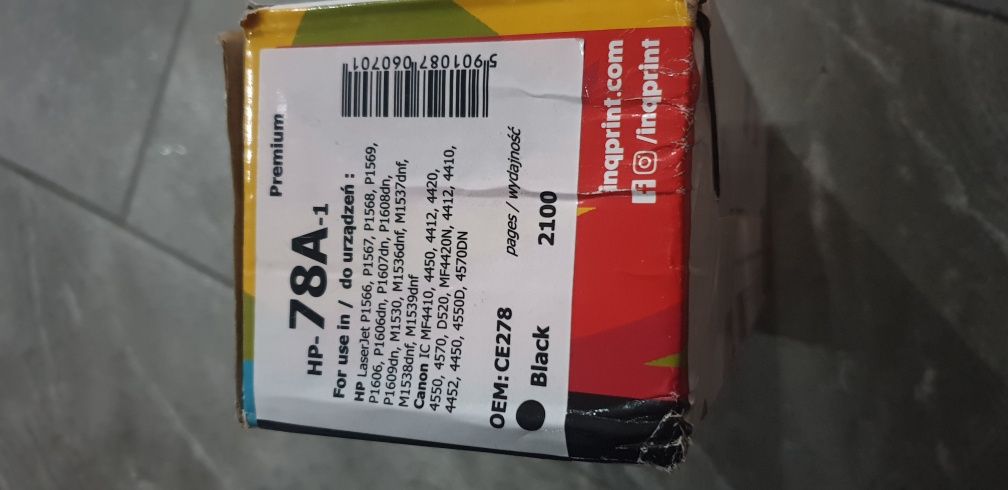 Premium
5 901087 060701
HP-78A-1
For use in / do urządzeń :
HP LaserJet P1566, P1567, P1568, P1569,
P1606, P1606dn, P1607dn, P1608dn,
P1609dn, M1530, M1536dnf, M1537dnf,
M1538dnf, M1539dnf
Canon IC MF4410, 4450, 4412, 4420,
4550, 4570, D520, MF4420N, 4412, 4410,
4452, 4450, 4550D, 4570DN
OEM: CE278
pages / wydajność
Black
2100
inqprint.com
/inqprint